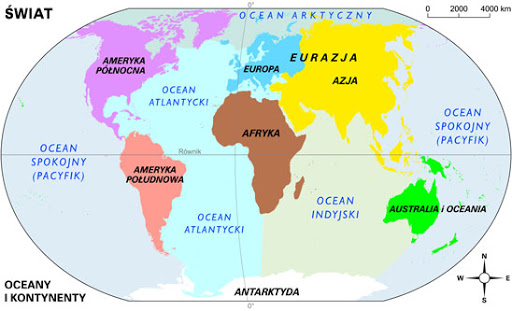 ŚWIAT
0°
0 2000 4000 km
OCEAN ARKTYCZNY
AMERYKA
PÓŁNOCNA
EUROPA
EURAZJA
AZJA
OCEAN
ATLANTYCKI
AFRYKA
OCEAN
SPOKOJNY
(PACYFIK)
Równik
OCEAN
SPOKOJNY
(PACYFIK)
AMERYKA
POŁUDNIOWA
OCEAN
ATLANTYCKI
OCEAN
INDYJSKI
AUSTRALIA i OCEANIA
OCEANY
I KONTYNENTY
ANTARKTYDA
0°
N
W E
S